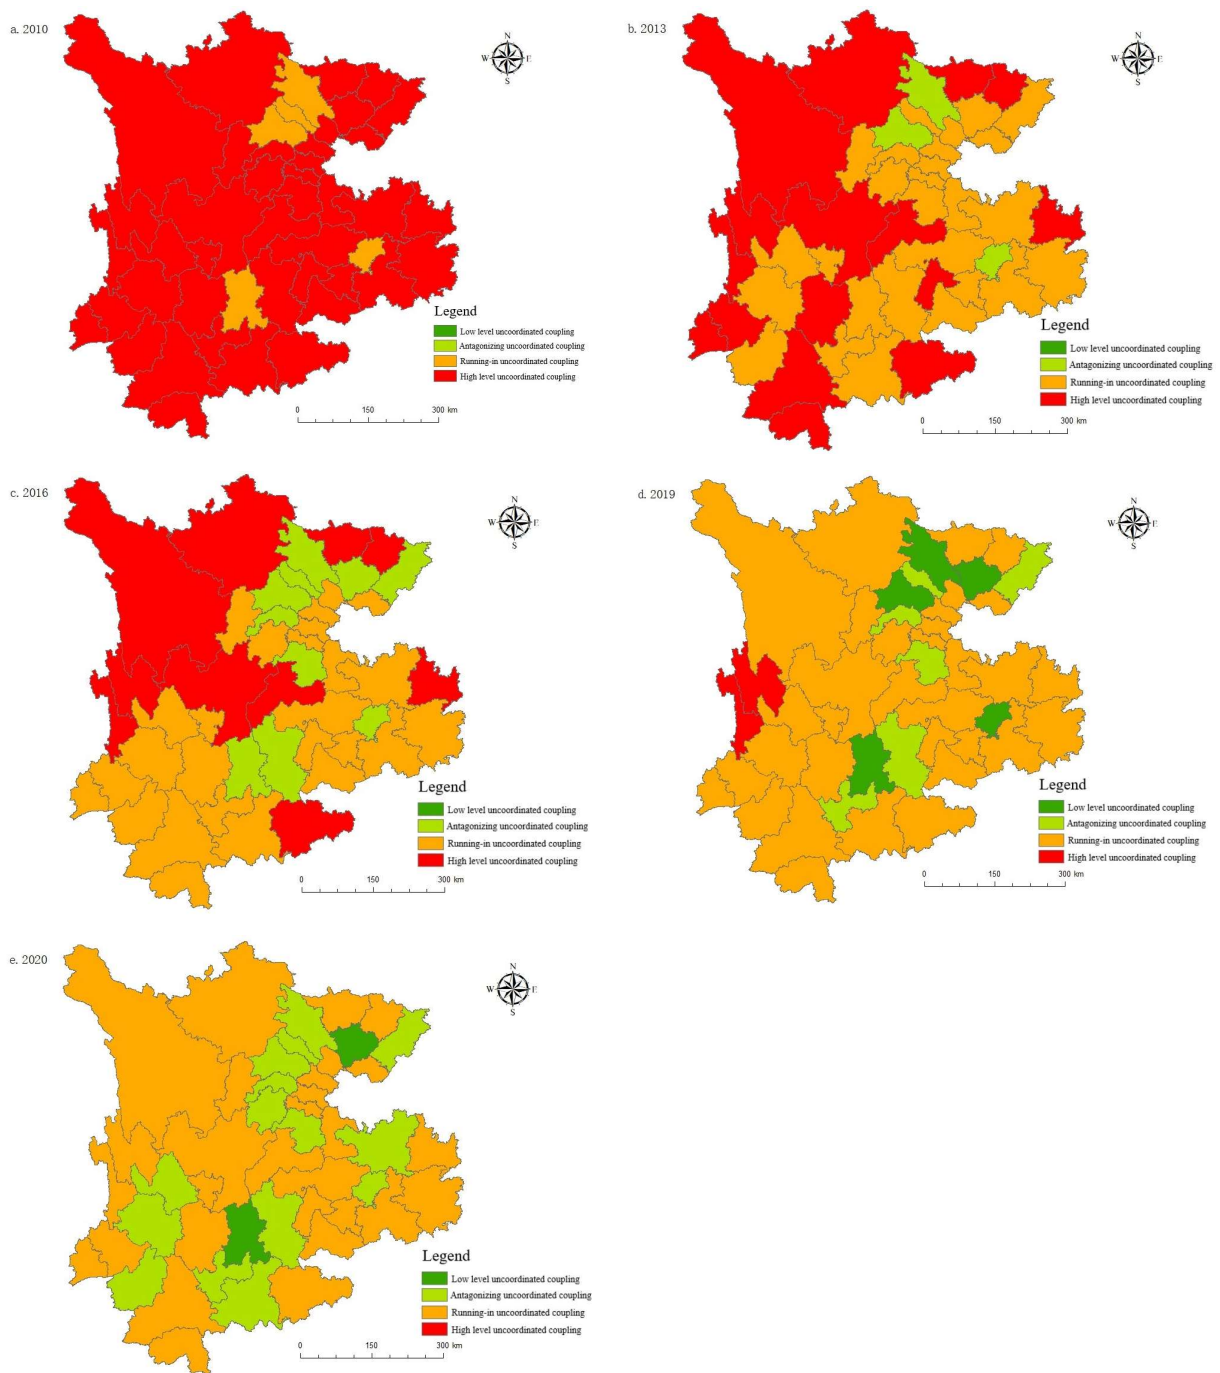 a. 2010
N
W E
S
Legend
Low level uncoordinated coupling
Antagonizing uncoordinated coupling
Running-in uncoordinated coupling
High level uncoordinated coupling
0 150 300 km
b. 2013
N
W E
S
Legend
Low level uncoordinated coupling
Antagonizing uncoordinated coupling
Running-in uncoordinated coupling
High level uncoordinated coupling
0 150 300 km
c. 2016
N
W E
S
Legend
Low level uncoordinated coupling
Antagonizing uncoordinated coupling
Running-in uncoordinated coupling
High level uncoordinated coupling
0 150 300 km
d. 2019
N
W E
S
Legend
Low level uncoordinated coupling
Antagonizing uncoordinated coupling
Running-in uncoordinated coupling
High level uncoordinated coupling
0 150 300 km
e. 2020
N
W E
S
Legend
Low level uncoordinated coupling
Antagonizing uncoordinated coupling
Running-in uncoordinated coupling
High level uncoordinated coupling
0 150 300 km